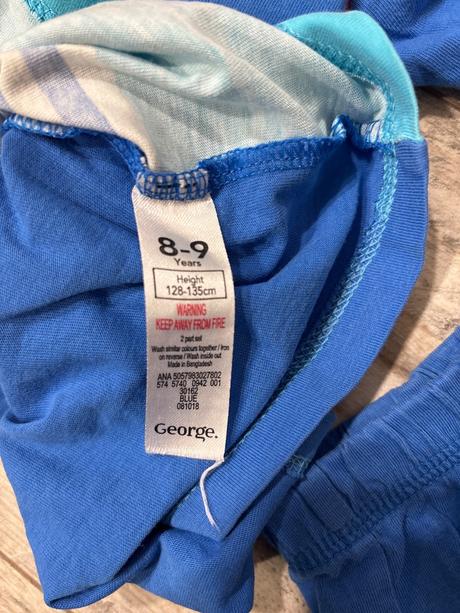 8-9
Years
Height
128-135cm
WARNING
KEEP AWAY FROM FIRE
2 part set
Wash similar colours together / Iron
on reverse / Wash inside out
Made in Bangladesh
ANA 5057983027802
574 5740 0942 001
30162
BLUE
081018
George.